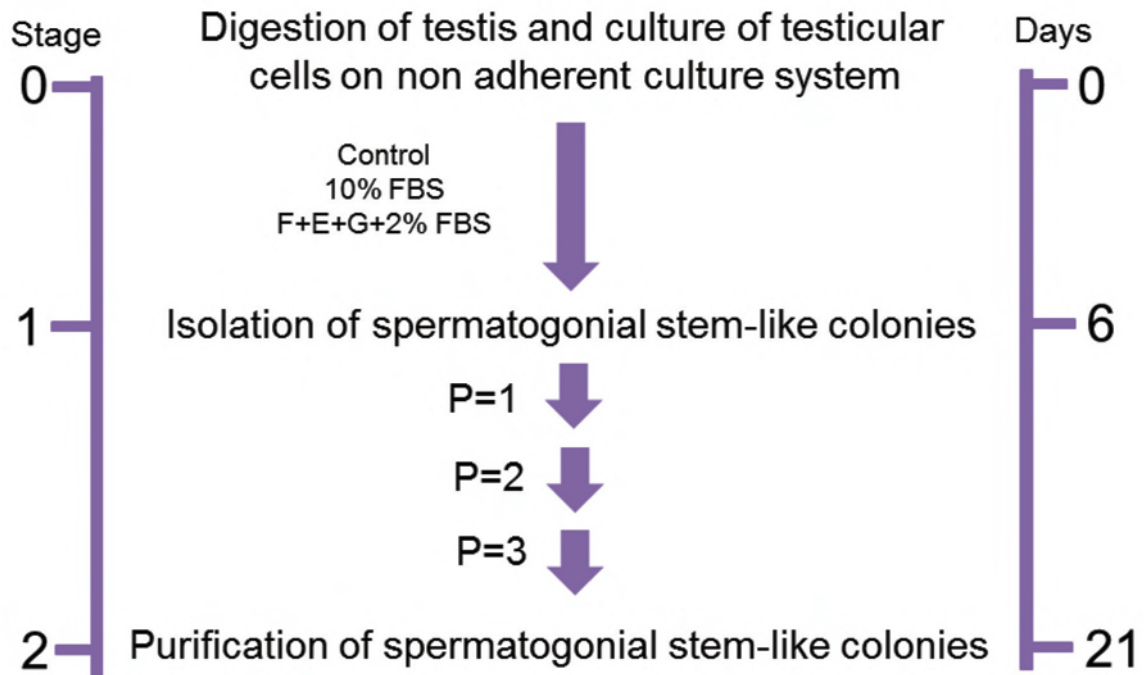 Stage
Digestion of testis and culture of testicular
cells on non adherent culture system
Days
0
0
Control
10% FBS
F+E+G+2% FBS
1
Isolation of spermatogonial stem-like colonies
6
P=1
P=2
P=3
2
Purification of spermatogonial stem-like colonies
21